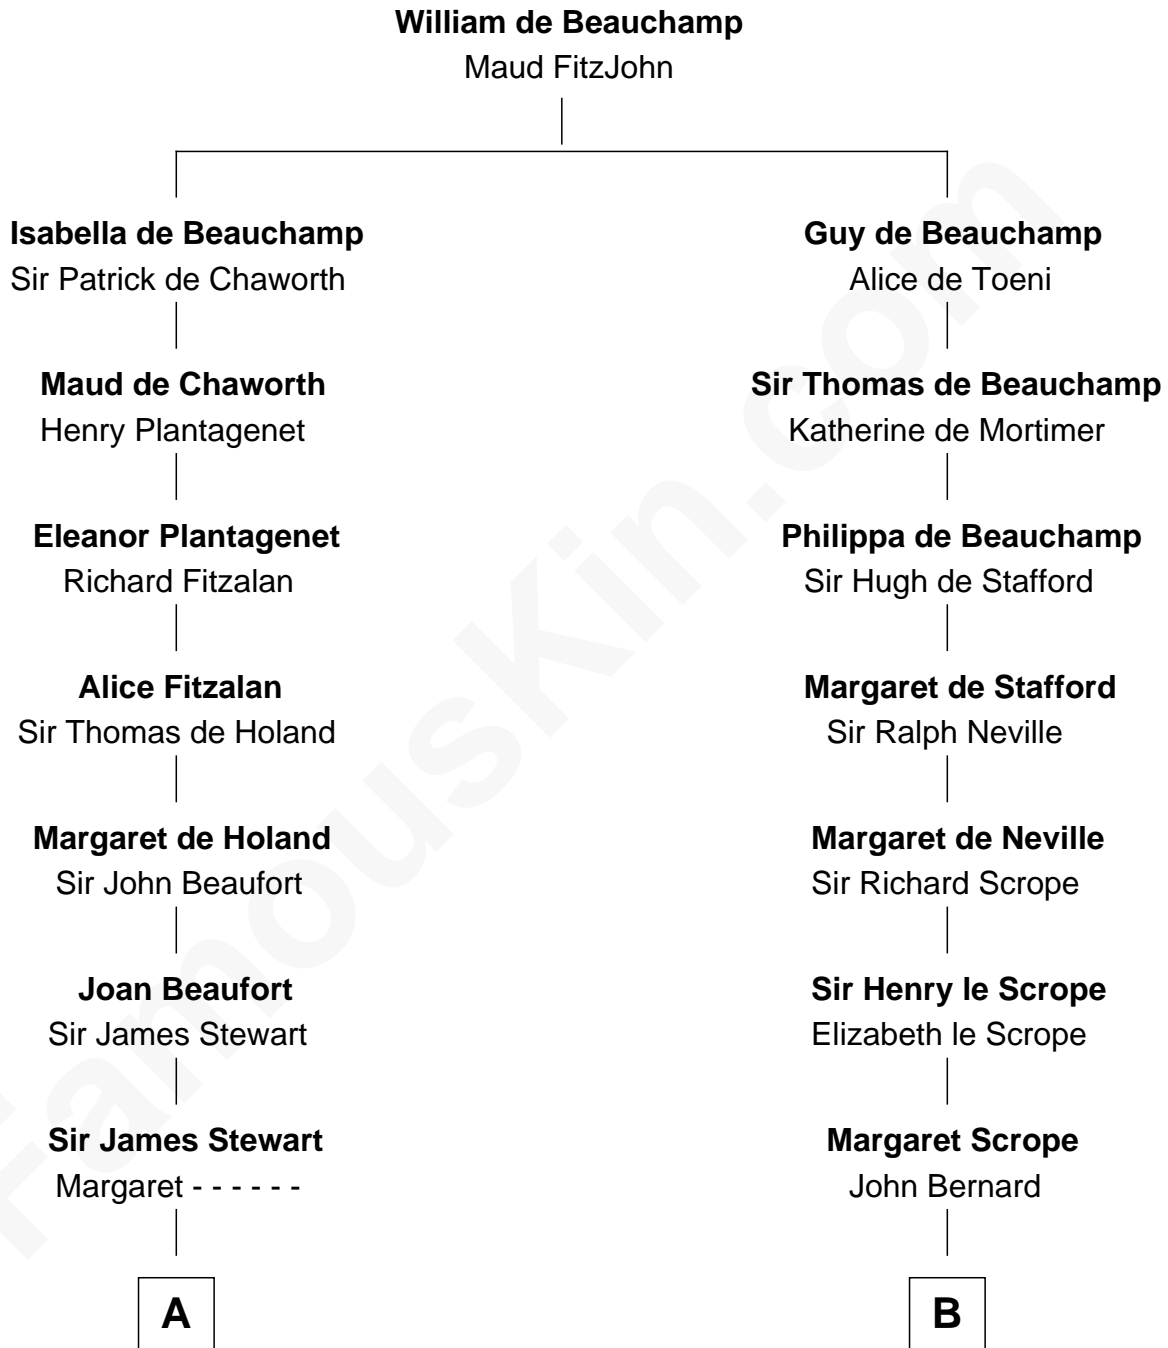 William de Beauchamp
Maud FitzJohn
Isabella de Beauchamp
Sir Patrick de Chaworth
Guy de Beauchamp
Alice de Toeni
Maud de Chaworth
Henry Plantagenet
Sir Thomas de Beauchamp
Katherine de Mortimer
Eleanor Plantagenet
Richard Fitzalan
Philippa de Beauchamp
Sir Hugh de Stafford
Alice Fitzalan
Sir Thomas de Holand
Margaret de Stafford
Sir Ralph Neville
Margaret de Holand
Sir John Beaufort
Margaret de Neville
Sir Richard Scrope
Joan Beaufort
Sir James Stewart
Sir Henry le Scrope
Elizabeth le Scrope
Sir James Stewart
Margaret - - - - - -
Margaret Scrope
John Bernard
A
B
FamousKin.com